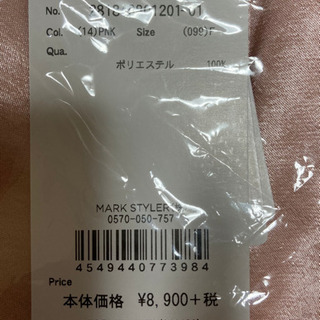 No.
Col. (14)PNK Size (099)F
Qua.
ポリエステル 100%
MARK STYLER
0570-050-757
4549440773984
Price
本体価格 ¥8,900+税